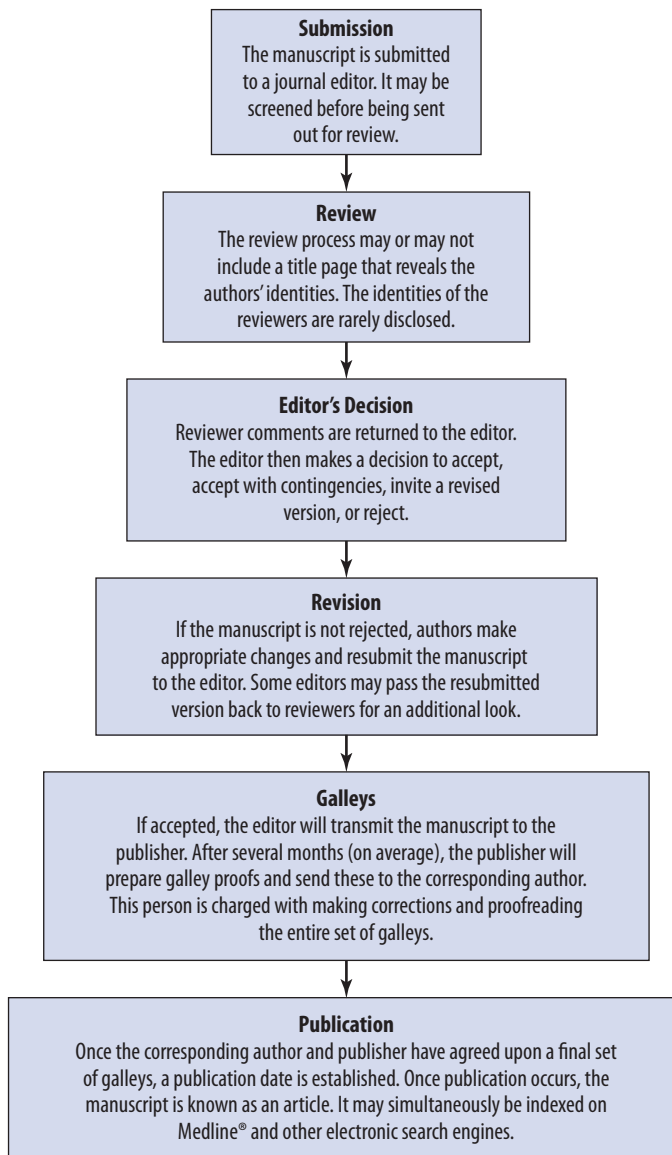 Submission
The manuscript is submitted
to a journal editor. It may be
screened before being sent
out for review.
Review
The review process may or may not
include a title page that reveals the
authors’ identities. The identities of the
reviewers are rarely disclosed.
Editor’s Decision
Reviewer comments are returned to the editor.
The editor then makes a decision to accept,
accept with contingencies, invite a revised
version, or reject.
Revision
If the manuscript is not rejected, authors make
appropriate changes and resubmit the manuscript
to the editor. Some editors may pass the resubmitted
version back to reviewers for an additional look.
Galleys
If accepted, the editor will transmit the manuscript to the
publisher. After several months (on average), the publisher will
prepare galley proofs and send these to the corresponding author.
This person is charged with making corrections and proofreading
the entire set of galleys.
Publication
Once the corresponding author and publisher have agreed upon a final set
of galleys, a publication date is established. Once publication occurs, the
manuscript is known as an article. It may simultaneously be indexed on
Medline® and other electronic search engines.